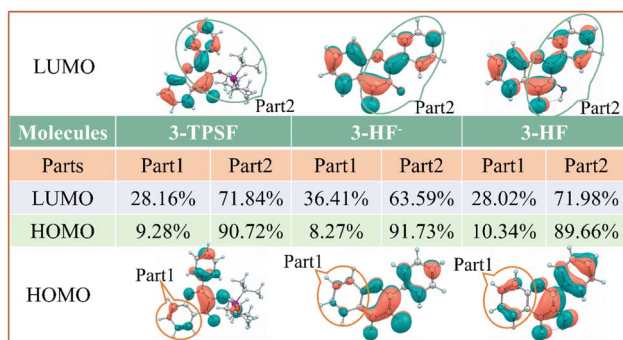 LUMO
Part2 Part2 Part2
Molecules 3-TPSF 3-HF⁻ 3-HF
Parts Part1 Part2 Part1 Part2 Part1 Part2
LUMO 28.16% 71.84% 36.41% 63.59% 28.02% 71.98%
HOMO 9.28% 90.72% 8.27% 91.73% 10.34% 89.66%
Part1 Part1 Part1
HOMO